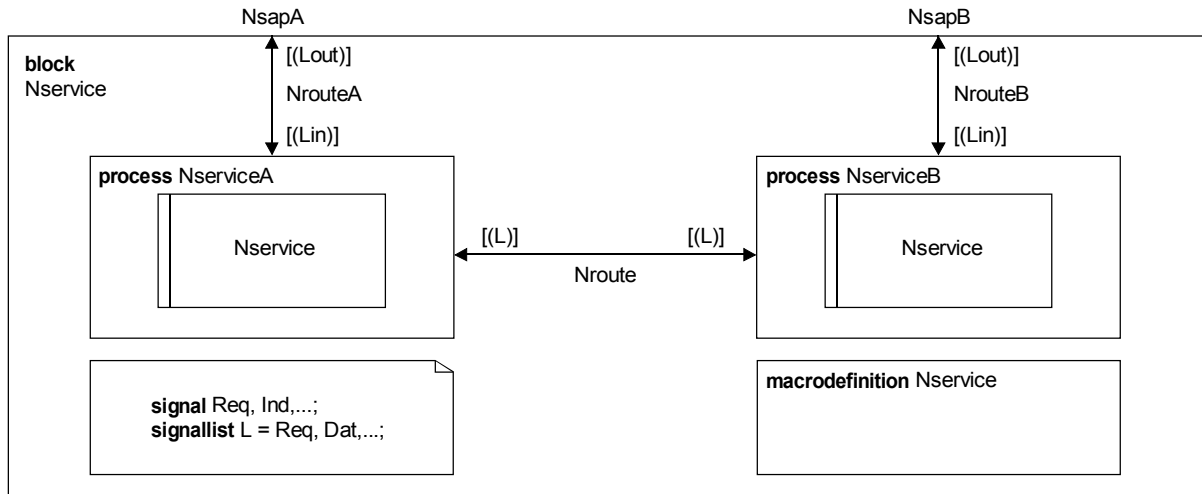 NsapA
NsapB
block
Nservice
[(Lout)]
NrouteA
[(Lin)]
[(Lout)]
NrouteB
[(Lin)]
process NserviceA
Nservice
[(L)]
[(L)]
Nroute
process NserviceB
Nservice
signal Req, Ind,...;
signallist L = Req, Dat,...;
macrodefinition Nservice